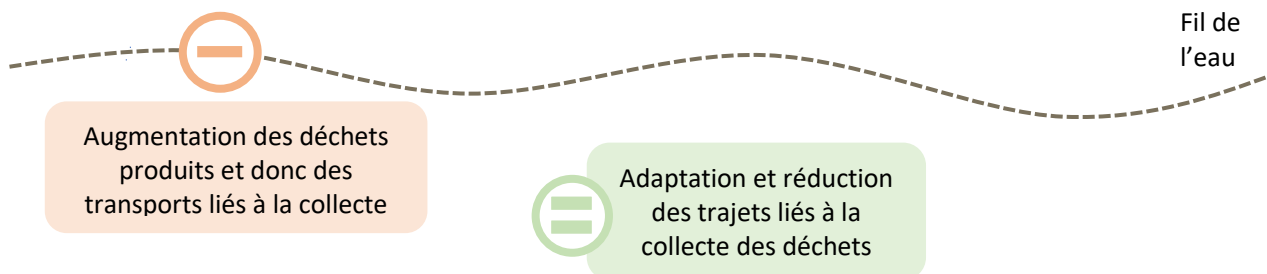 Fil de
l’eau
Augmentation des déchets
produits et donc des
transports liés à la collecte
Adaptation et réduction
des trajets liés à la
collecte des déchets